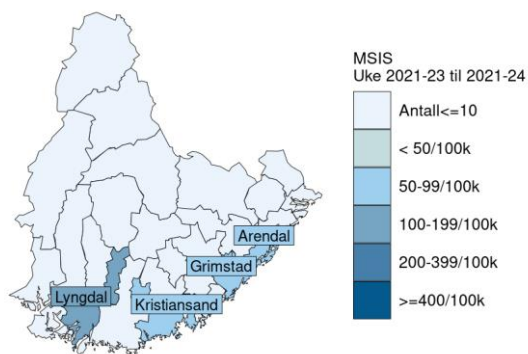 MSIS
Uke 2021-23 til 2021-24
Antall<=10
< 50/100k
50-99/100k
100-199/100k
200-399/100k
>=400/100k
Arendal
Grimstad
Lyngdal
Kristiansand